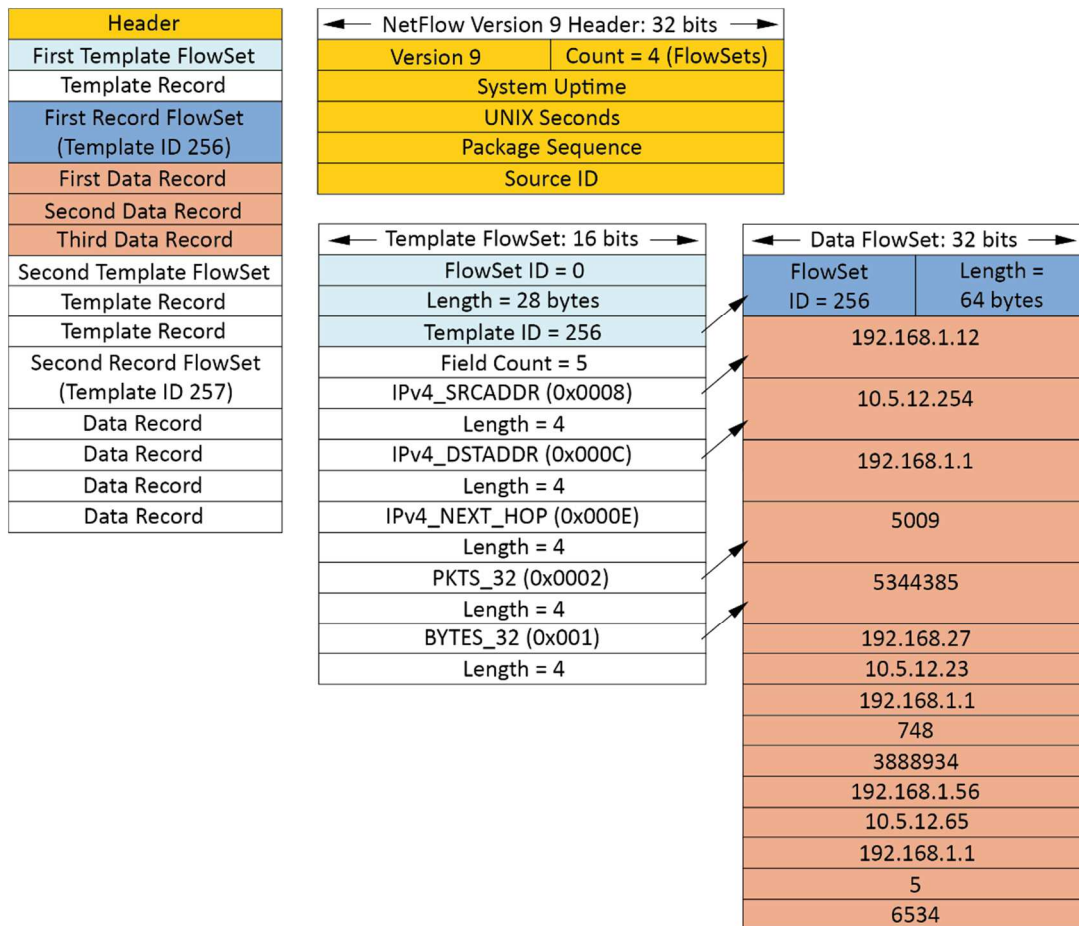 Header
First Template FlowSet
Template Record
First Record FlowSet
(Template ID 256)
First Data Record
Second Data Record
Third Data Record
Second Template FlowSet
Template Record
Template Record
Second Record FlowSet
(Template ID 257)
Data Record
Data Record
Data Record
Data Record
NetFlow Version 9 Header: 32 bits
Version 9
Count = 4 (FlowSets)
System Uptime
UNIX Seconds
Package Sequence
Source ID
Template FlowSet: 16 bits
FlowSet ID = 0
Length = 28 bytes
Template ID = 256
Field Count = 5
IPv4_SRCADDR (0x0008)
Length = 4
IPv4_DSTADDR (0x000C)
Length = 4
IPv4_NEXT_HOP (0x000E)
Length = 4
PKTS_32 (0x0002)
Length = 4
BYTES_32 (0x001)
Length = 4
Data FlowSet: 32 bits
FlowSet
ID = 256
Length =
64 bytes
192.168.1.12
10.5.12.254
192.168.1.1
5009
5344385
192.168.27
10.5.12.23
192.168.1.1
748
3888934
192.168.1.56
10.5.12.65
192.168.1.1
5
6534